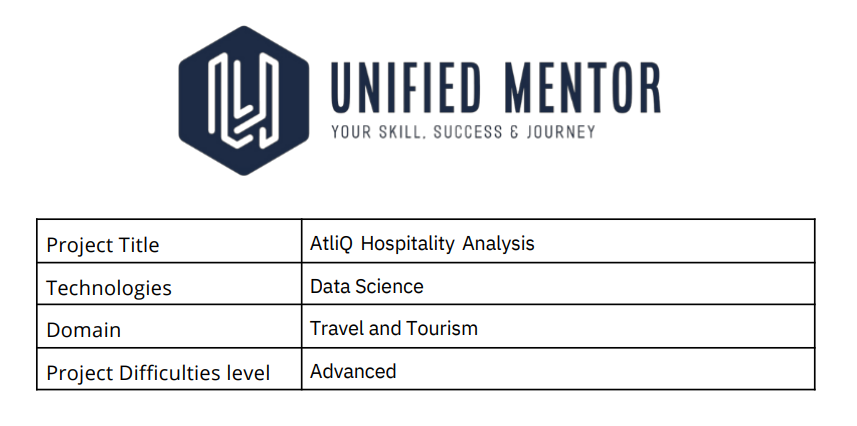 UNIFIED MENTOR
YOUR SKILL, SUCCESS & JOURNEY
Project Title AtliQ Hospitality Analysis
Technologies Data Science
Domain Travel and Tourism
Project Difficulties level Advanced